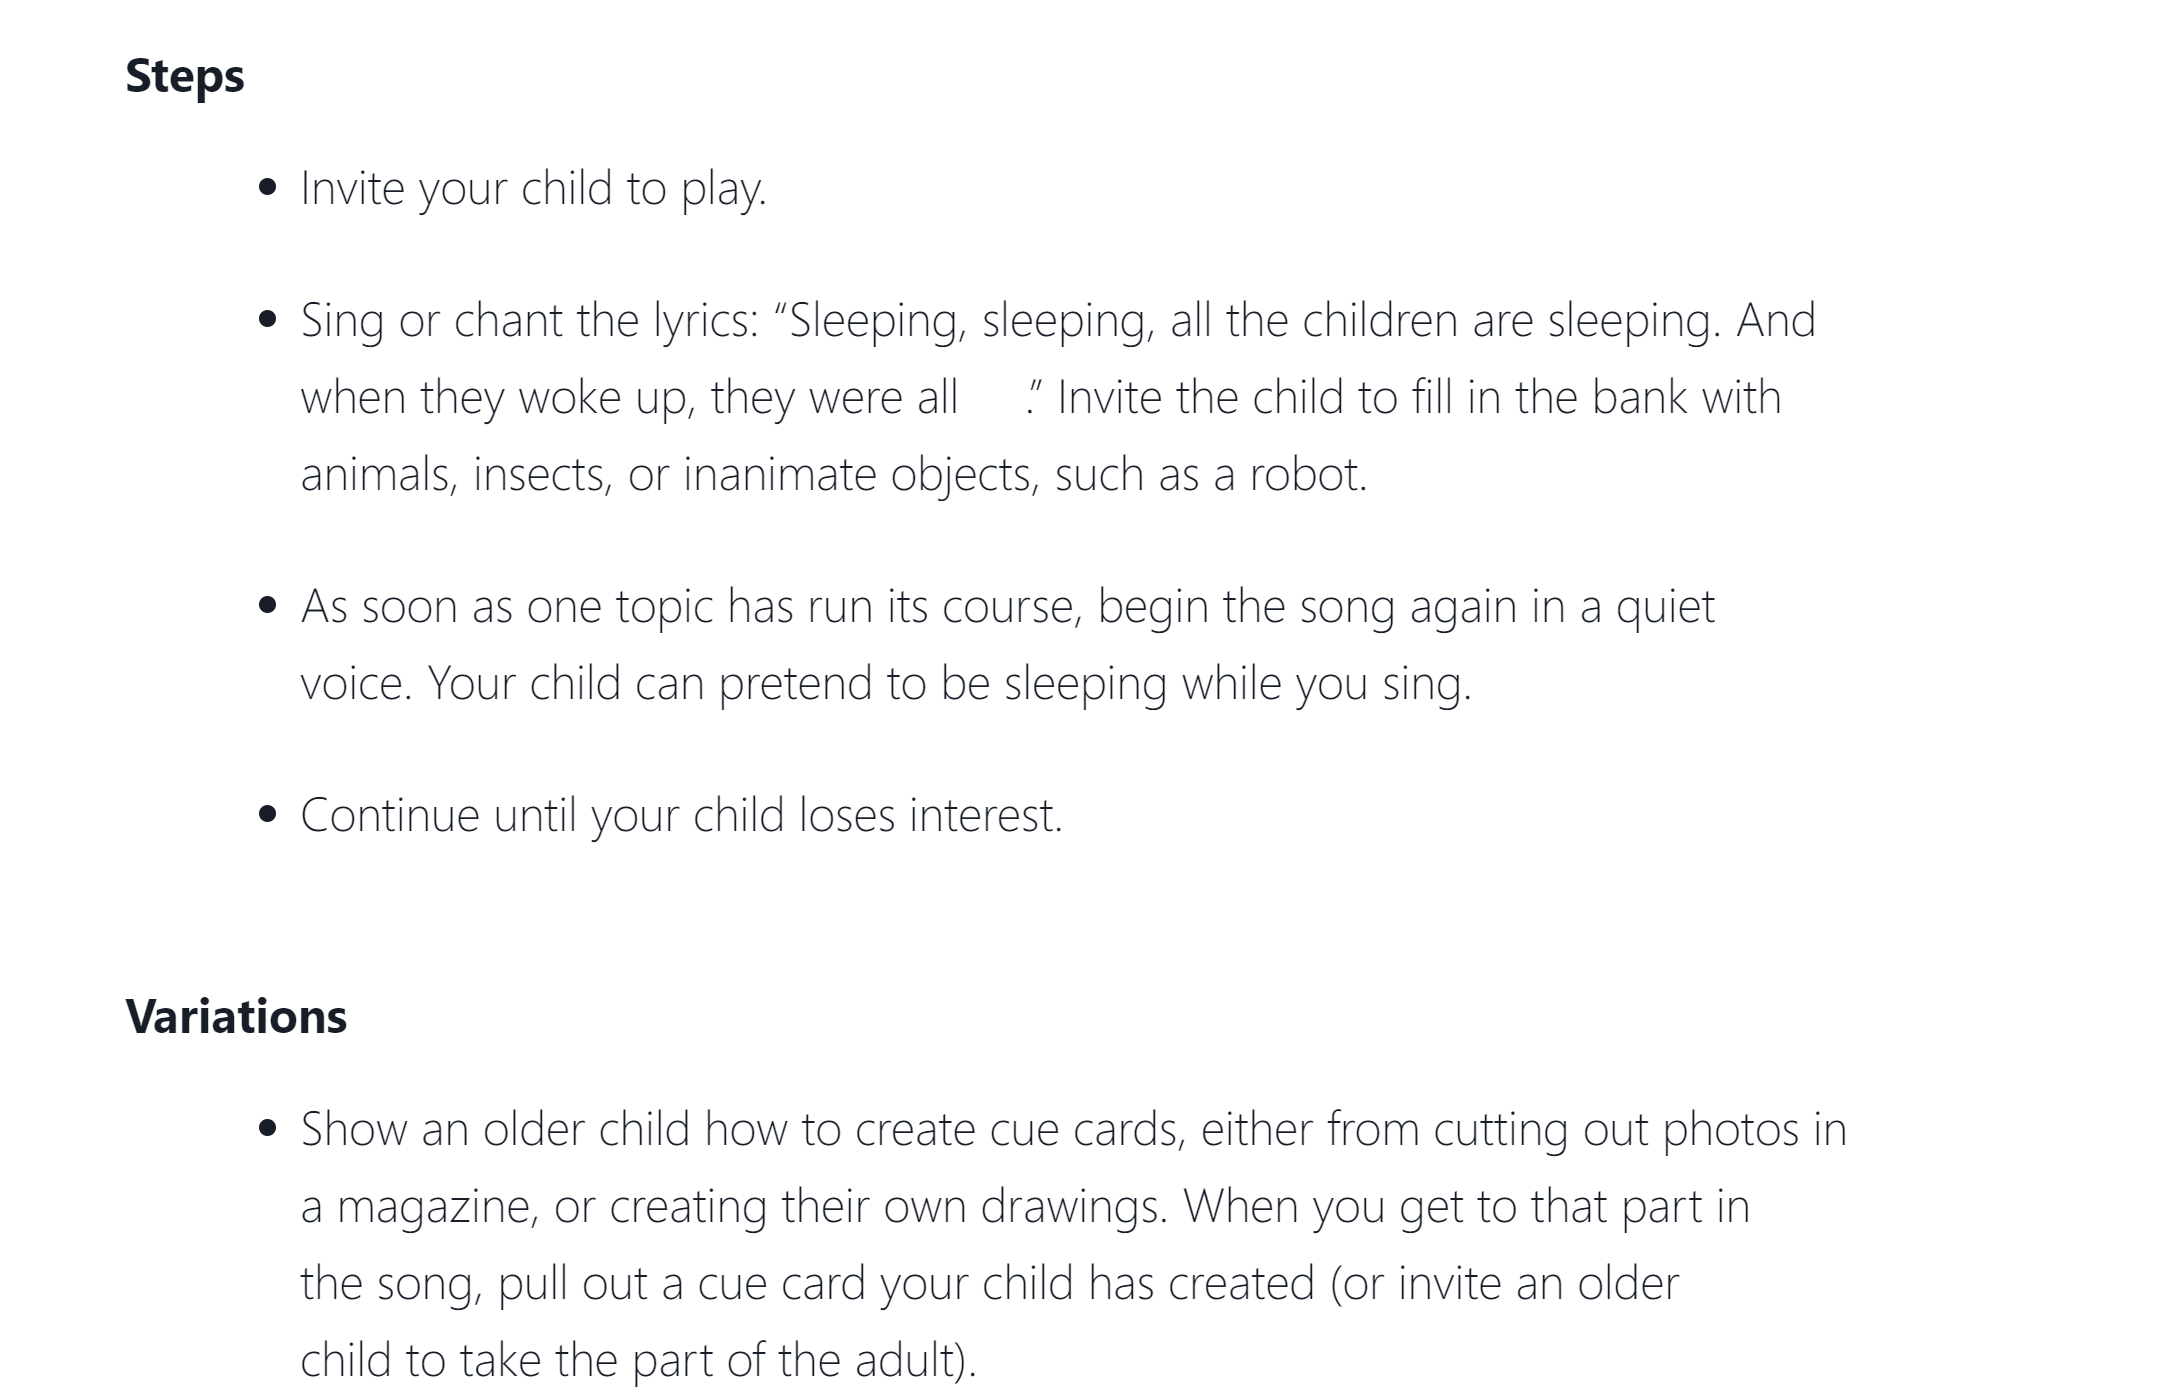 Steps
• Invite your child to play.
• Sing or chant the lyrics: “Sleeping, sleeping, all the children are sleeping. And
when they woke up, they were all     .” Invite the child to fill in the bank with
animals, insects, or inanimate objects, such as a robot.
• As soon as one topic has run its course, begin the song again in a quiet
voice. Your child can pretend to be sleeping while you sing.
• Continue until your child loses interest.
Variations
• Show an older child how to create cue cards, either from cutting out photos in
a magazine, or creating their own drawings. When you get to that part in
the song, pull out a cue card your child has created (or invite an older
child to take the part of the adult).